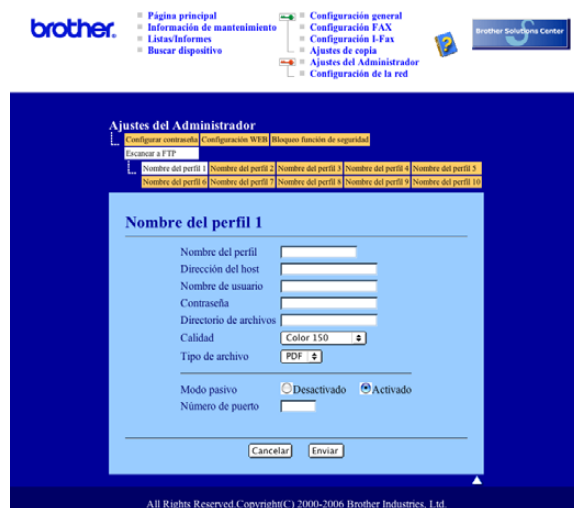 brother.
Página principal
Información de mantenimiento
Listas/Informes
Buscar dispositivo
Configuración general
Configuración FAX
Configuración I-Fax
Ajustes de copia
Ajustes del Administrador
Configuración de la red
?
Brother Solutions Center
Ajustes del Administrador
Configurar contraseña Configuración WEB Bloqueo función de seguridad
Escanear a FTP
Nombre del perfil 1 Nombre del perfil 2 Nombre del perfil 3 Nombre del perfil 4 Nombre del perfil 5
Nombre del perfil 6 Nombre del perfil 7 Nombre del perfil 8 Nombre del perfil 9 Nombre del perfil 10
Nombre del perfil 1
Nombre del perfil
Dirección del host
Nombre de usuario
Contraseña
Directorio de archivos
Calidad Color 150
Tipo de archivo PDF
Modo pasivo Desactivado Activado
Número de puerto
Cancelar Enviar
All Rights Reserved.Copyright(C) 2000-2006 Brother Industries, Ltd.